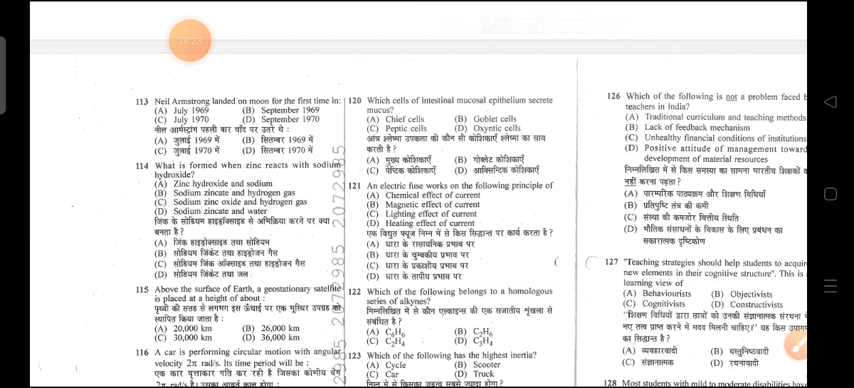 23:23
113 Neil Armstrong landed on moon for the first time in:
(A) July 1969 (B) September 1969
(C) July 1970 (D) September 1970
नील आर्मस्ट्रांग पहली बार चाँद पर उतरे थे :
(A) जुलाई 1969 में (B) सितम्बर 1969 में
(C) जुलाई 1970 में (D) सितम्बर 1970 में
114 What is formed when zinc reacts with sodium
hydroxide?
(A) Zinc hydroxide and sodium
(B) Sodium zincate and hydrogen gas
(C) Sodium zinc oxide and hydrogen gas
(D) Sodium zincate and water
जिंक के सोडियम हाइड्रॉक्साइड से अभिक्रिया करने पर क्या
बनता है ?
(A) जिंक हाइड्रोक्साइड तथा सोडियम
(B) सोडियम जिंकेट तथा हाइड्रोजन गैस
(C) सोडियम जिंक ऑक्साइड तथा हाइड्रोजन गैस
(D) सोडियम जिंकेट तथा जल
115 Above the surface of Earth, a geostationary satellite
is placed at a height of about :
पृथ्वी की सतह से लगभग इस ऊँचाई पर एक भूस्थिर उपग्रह को
स्थापित किया जाता है :
(A) 20,000 km (B) 26,000 km
(C) 30,000 km (D) 36,000 km
116 A car is performing circular motion with angular
velocity 2π rad/s. Its time period will be :
एक कार वृत्ताकार गति कर रही है जिसका कोणीय वेग
2π rad/s है। उसका आवर्त काल होगा :
2072985
120 Which cells of intestinal mucosal epithelium secrete
mucus?
(A) Chief cells (B) Goblet cells
(C) Peptic cells (D) Oxyntic cells
आंत्र श्लेष्मा उपकला की कौन सी कोशिकाएँ श्लेष्मा का स्राव
करती है ?
(A) मुख्य कोशिकाएँ (B) गोब्लेट कोशिकाएँ
(C) पेप्टिक कोशिकाएँ (D) आक्सिन्टिक कोशिकाएँ
121 An electric fuse works on the following principle of
(A) Chemical effect of current
(B) Magnetic effect of current
(C) Lighting effect of current
(D) Heating effect of current
एक विद्युत फ्यूज निम्न में से किस सिद्धान्त पर कार्य करता है ?
(A) धारा के रासायनिक प्रभाव पर
(B) धारा के चुम्बकीय प्रभाव पर
(C) धारा के प्रकाशीय प्रभाव पर
(D) धारा के तापीय प्रभाव पर
122 Which of the following belongs to a homologous
series of alkynes?
निम्नलिखित में से कौन एल्काइन्स की एक सजातीय श्रृंखला से
संबंधित है ?
(A) C₆H₆ (B) C₂H₆
(C) C₂H₄ (D) C₃H₄
123 Which of the following has the highest inertia?
(A) Cycle (B) Scooter
(C) Car (D) Truck
निम्न में से किसका जड़त्व सबसे ज्यादा होगा ?
126 Which of the following is not a problem faced b
teachers in India?
(A) Traditional curriculum and teaching methods
(B) Lack of feedback mechanism
(C) Unhealthy financial conditions of institutions
(D) Positive attitude of management toward
development of material resources
निम्नलिखित में से किस समस्या का सामना भारतीय शिक्षकों को
नहीं करना पड़ता ?
(A) पारम्परिक पाठ्यक्रम और शिक्षण विधियाँ
(B) प्रतिपुष्टि तंत्र की कमी
(C) संस्था की कमजोर वित्तीय स्थिति
(D) भौतिक संसाधनों के विकास के लिए प्रबंधन का
सकारात्मक दृष्टिकोण
127 "Teaching strategies should help students to acquir
new elements in their cognitive structure". This is
learning view of
(A) Behaviourists (B) Objectivists
(C) Cognitivists (D) Constructivists
"शिक्षण विधियों द्वारा छात्रों को उनकी संज्ञानात्मक संरचना
नए तत्व प्राप्त करने में मदद मिलनी चाहिए।" यह किस उपागम
का सिद्धान्त है ?
(A) व्यवहारवादी (B) वस्तुनिष्ठवादी
(C) संज्ञानात्मक (D) रचनावादी
128 Most students with mild to moderate disabilities hav